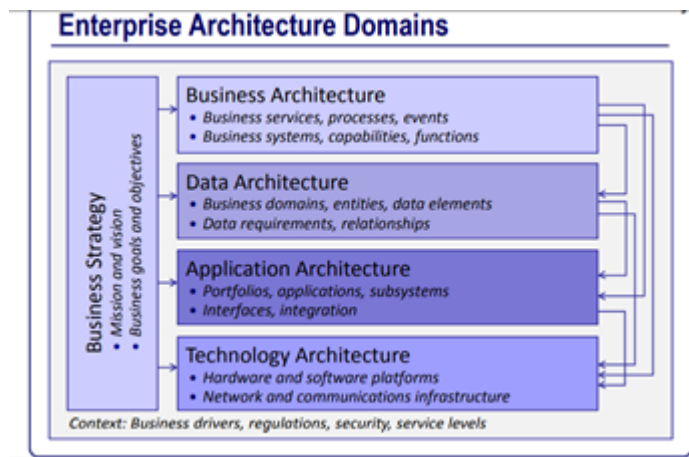 Enterprise Architecture Domains
Business Strategy
• Mission and vision
• Business goals and objectives
Business Architecture
• Business services, processes, events
• Business systems, capabilities, functions
Data Architecture
• Business domains, entities, data elements
• Data requirements, relationships
Application Architecture
• Portfolios, applications, subsystems
• Interfaces, integration
Technology Architecture
• Hardware and software platforms
• Network and communications infrastructure
Context: Business drivers, regulations, security, service levels